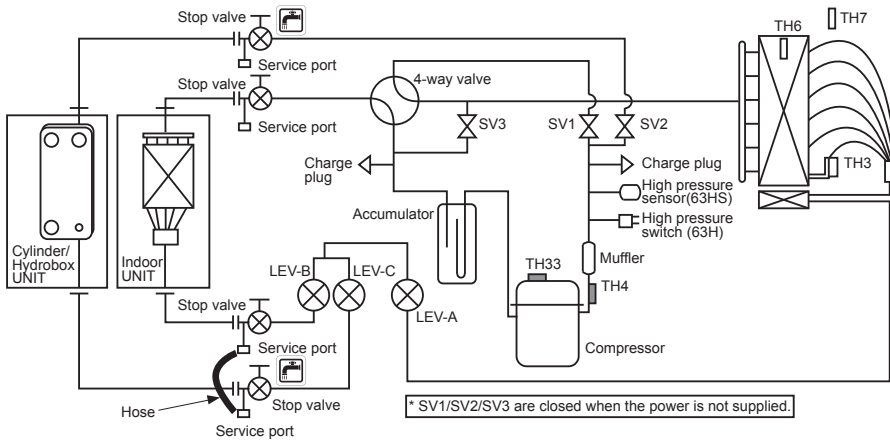 Stop valve
TH7
TH6
Service port
Stop valve
4-way valve
SV3
SV1
SV2
Service port
Charge
plug
Charge plug
TH3
High pressure
sensor(63HS)
Accumulator
High pressure
switch (63H)
Cylinder/
Hydrobox
UNIT
Indoor
UNIT
Muffler
TH33
LEV-B
LEV-C
TH4
Stop valve
LEV-A
Service port
Compressor
Hose
Stop valve
* SV1/SV2/SV3 are closed when the power is not supplied.
Service port